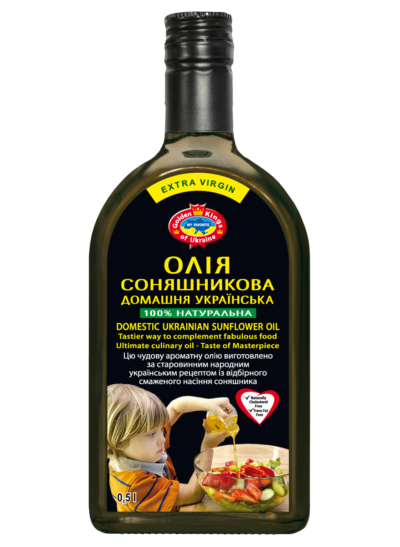 EXTRA VIRGIN
Golden Kings
MY FAVORITE
of Ukraine
ОЛІЯ
СОНЯШНИКОВА
ДОМАШНЯ УКРАЇНСЬКА
100% НАТУРАЛЬНА
DOMESTIC UKRAINIAN SUNFLOWER OIL
Tastier way to complement fabulous food
Ultimate culinary oil - Taste of Masterpiece
Цю чудову ароматну олію виготовлено
за старовинним народним
українським рецептом із відбірного
смаженого насіння соняшника
Naturally
Cholesterol
Free
Trans Fat
Free
0,5 l